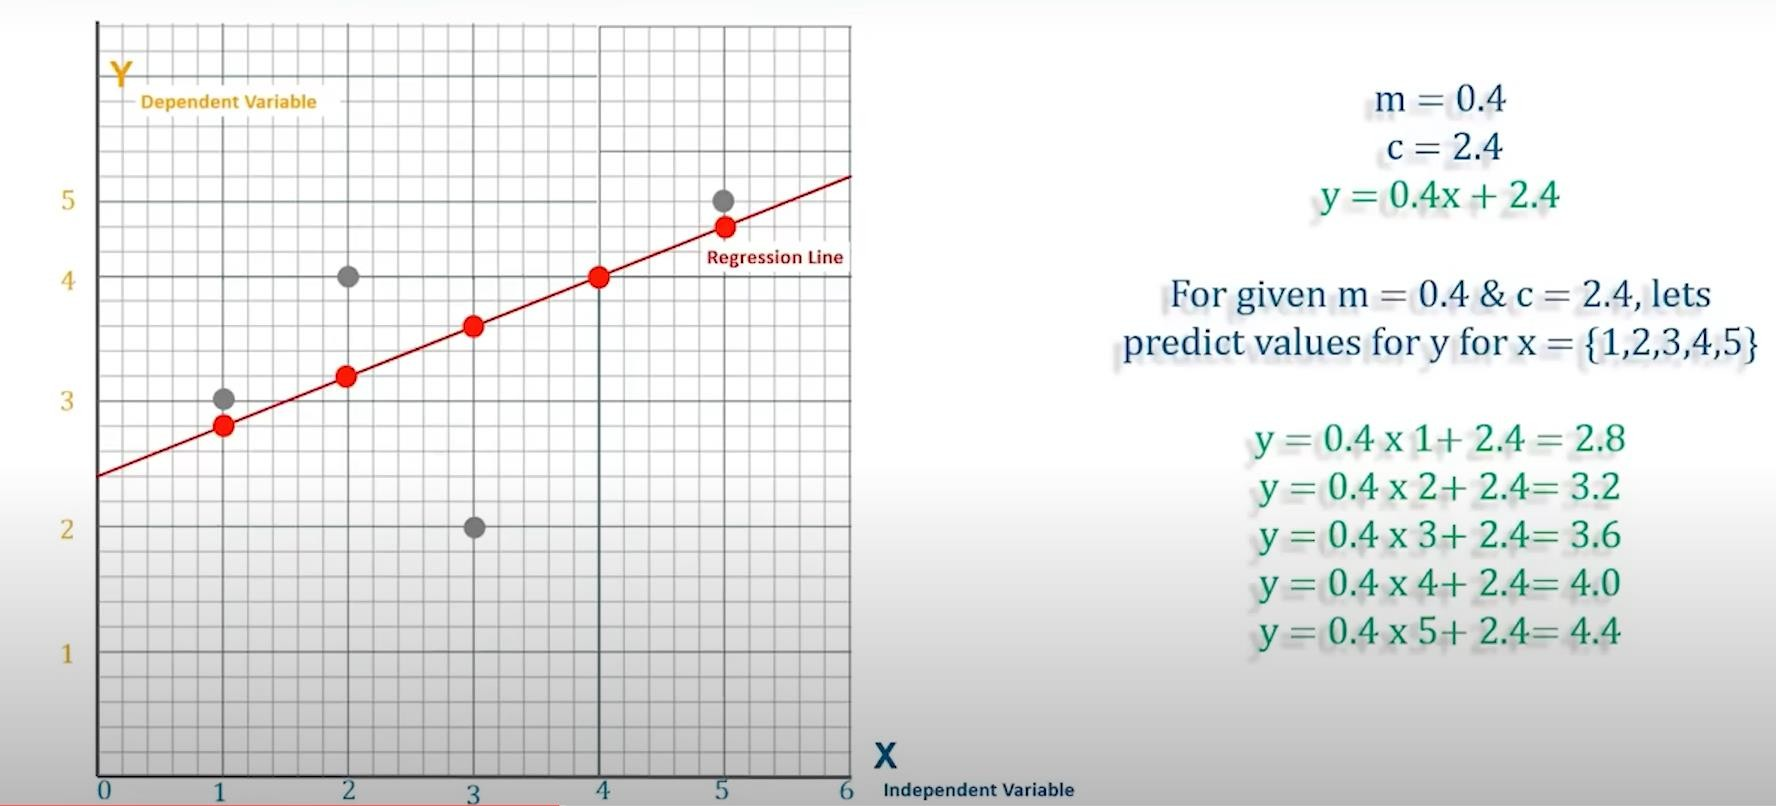 Y
Dependent Variable
5
4
3
2
1
0 1 2 3 4 5 6
Regression Line
X
Independent Variable
m = 0.4
c = 2.4
y = 0.4x + 2.4
For given m = 0.4 & c = 2.4, lets
predict values for y for x = {1,2,3,4,5}
y = 0.4 x 1+ 2.4 = 2.8
y = 0.4 x 2+ 2.4= 3.2
y = 0.4 x 3+ 2.4= 3.6
y = 0.4 x 4+ 2.4= 4.0
y = 0.4 x 5+ 2.4= 4.4